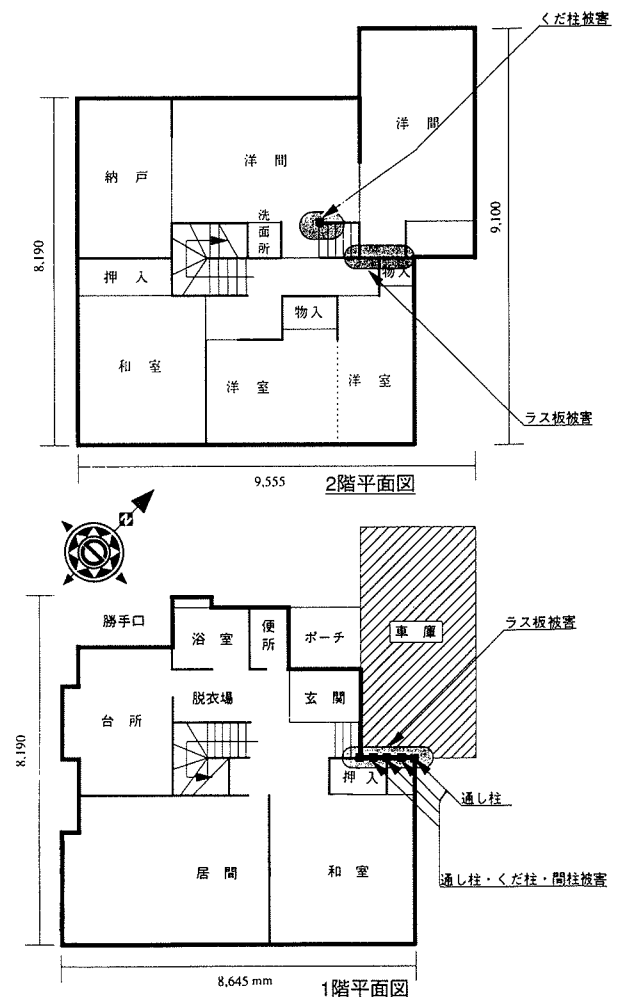 くだ柱被害
洋間
洋間
納戸
洗面所
8,190
9,100
押入
物入
物入
和室
洋室
洋室
ラス板被害
9,555
2階平面図
N
勝手口
浴室
便所
ポーチ
車庫
ラス板被害
脱衣場
玄関
台所
8,190
押入
通し柱
居間
和室
通し柱・くだ柱・間柱被害
8,645 mm
1階平面図